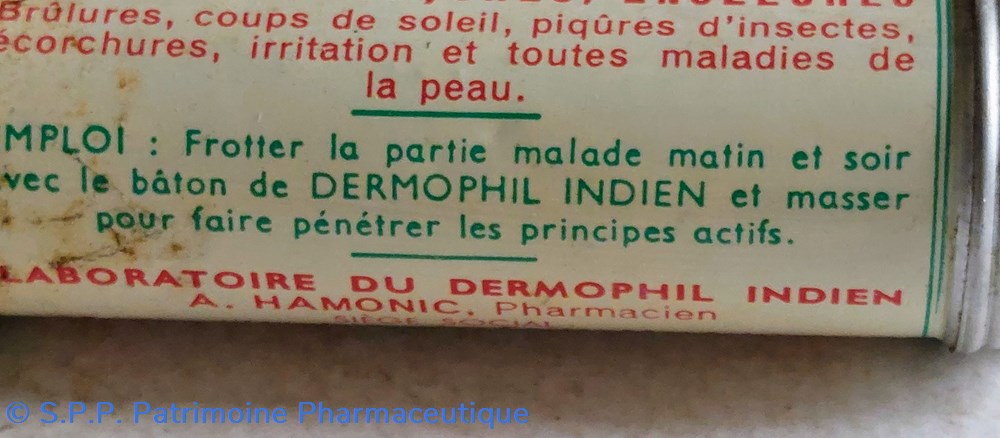 Brûlures, coups de soleil, piqûres d'insectes,
écorchures, irritation et toutes maladies de
la peau.
MPLOI : Frotter la partie malade matin et soir
vec le bâton de DERMOPHIL INDIEN et masser
pour faire pénétrer les principes actifs.
LABORATOIRE DU DERMOPHIL INDIEN
A. HAMONIC, Pharmacien
SIÈGE SOCIAL
© S.P.P. Patrimoine Pharmaceutique